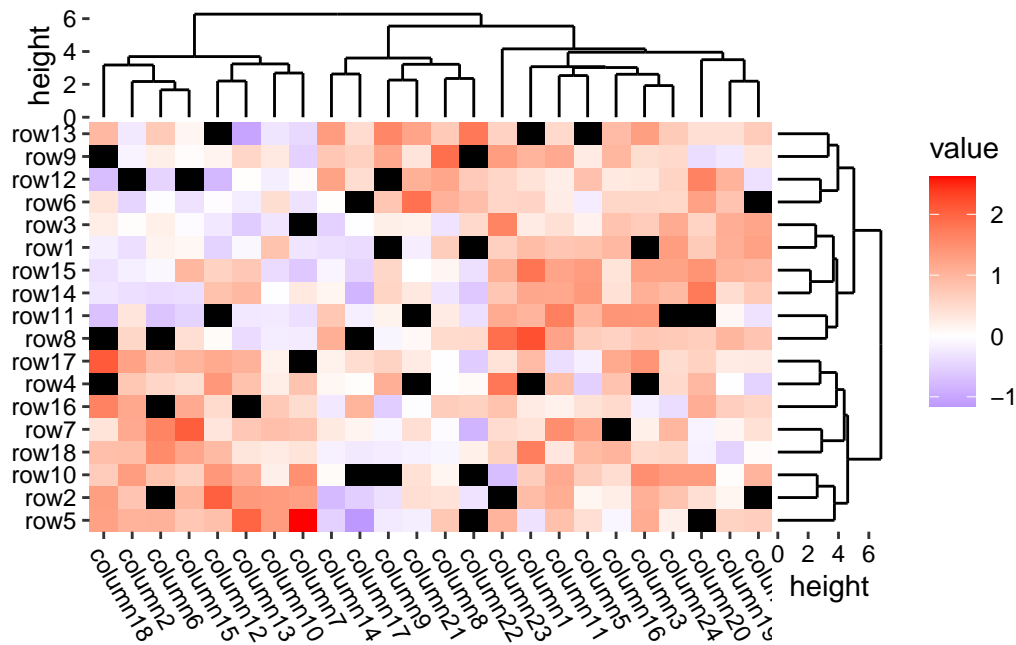 height
6
4
2
0
row13
row9
row12
row6
row3
row1
row15
row14
row11
row8
row17
row4
row16
row7
row18
row10
row2
row5
column18
column2
column6
column15
column12
column13
column10
column7
column14
column17
column9
column21
column8
column22
column23
column1
column11
column5
column16
column3
column24
column20
column19
colu
0 2 4 6
height
value
2
1
0
−1